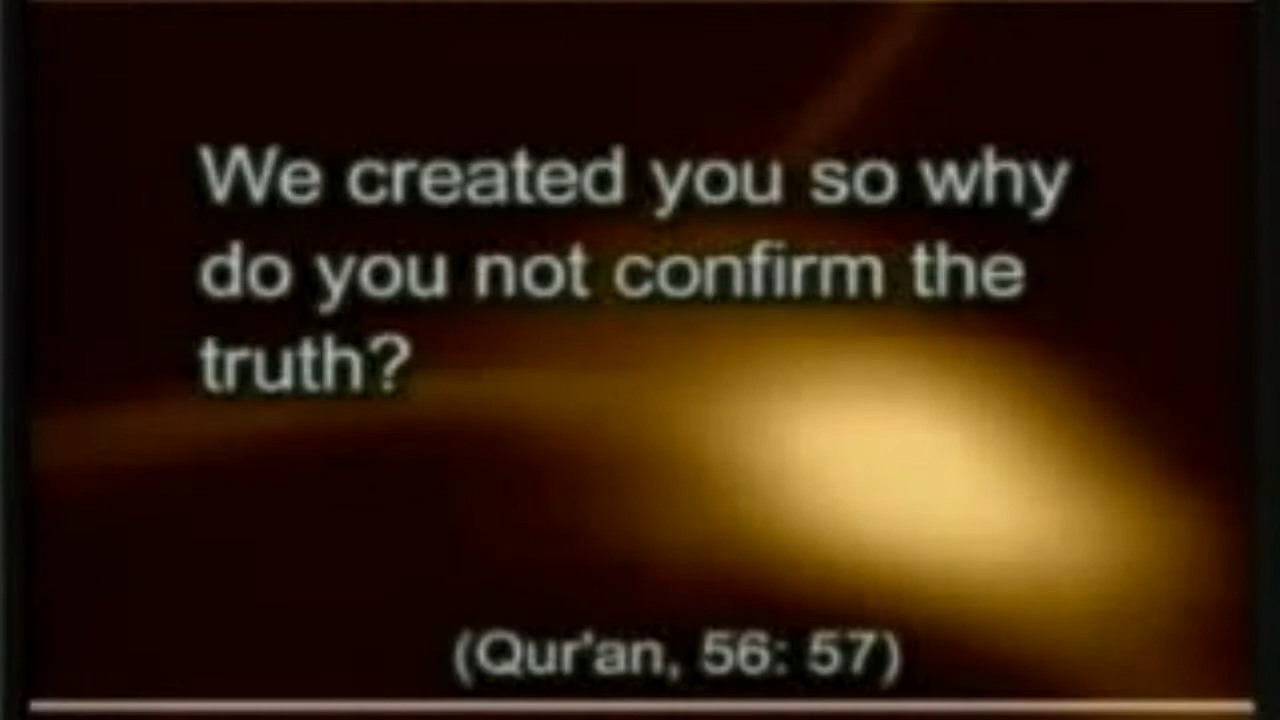 We created you so why
do you not confirm the
truth?
(Qur'an, 56: 57)